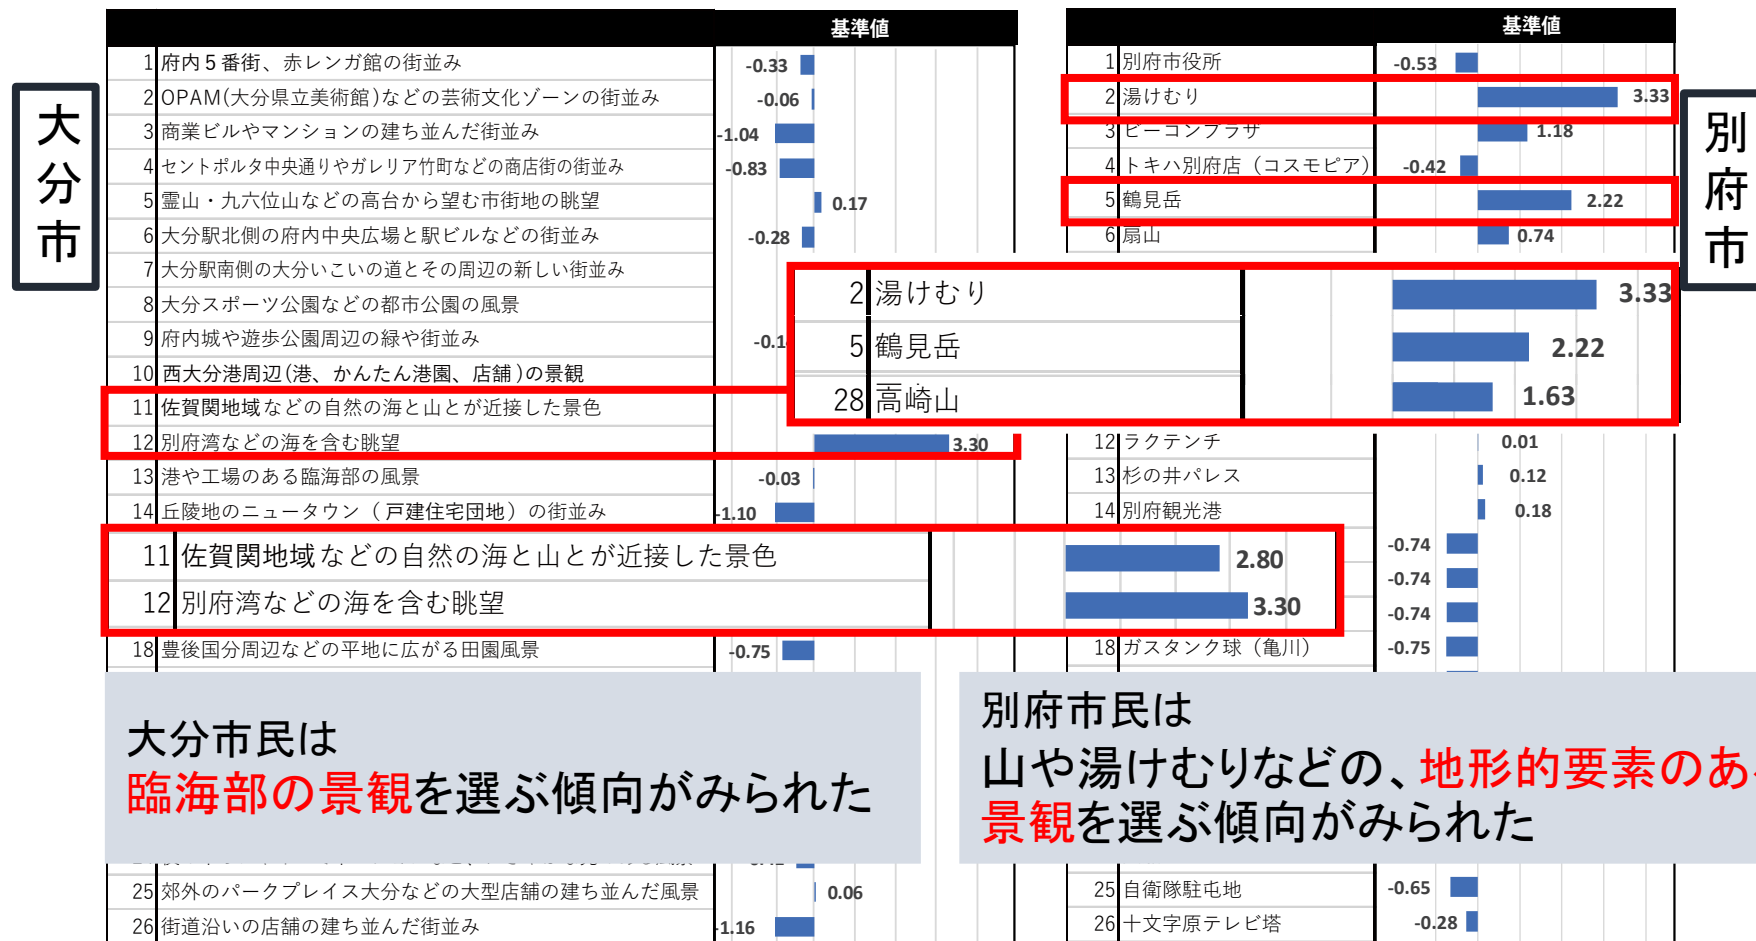 大分市
基準値
1 府内5番街、赤レンガ館の街並み -0.33
2 OPAM(大分県立美術館)などの芸術文化ゾーンの街並み -0.06
3 商業ビルやマンションの建ち並んだ街並み -1.04
4 セントポルタ中央通りやガレリア竹町などの商店街の街並み -0.83
5 霊山・九六位山などの高台から望む市街地の眺望 0.17
6 大分駅北側の府内中央広場と駅ビルなどの街並み -0.28
7 大分駅南側の大分いこいの道とその周辺の新しい街並み
8 大分スポーツ公園などの都市公園の風景
9 府内城や遊歩公園周辺の緑や街並み
10 西大分港周辺(港、かんたん港園、店舗)の景観
11 佐賀関地域などの自然の海と山とが近接した景色
12 別府湾などの海を含む眺望 3.30
13 港や工場のある臨海部の風景 -0.03
14 丘陵地のニュータウン（戸建住宅団地）の街並み -1.10
11 佐賀関地域などの自然の海と山とが近接した景色 2.80
12 別府湾などの海を含む眺望 3.30
18 豊後国分周辺などの平地に広がる田園風景 -0.75
大分市民は
臨海部の景観を選ぶ傾向がみられた
25 郊外のパークプレイス大分などの大型店舗の建ち並んだ風景 0.06
26 街道沿いの店舗の建ち並んだ街並み -1.16
別府市
基準値
1 別府市役所 -0.53
2 湯けむり 3.33
3 ビーコンプラザ 1.18
4 トキハ別府店（コスモピア） -0.42
5 鶴見岳 2.22
6 扇山 0.74
2 湯けむり 3.33
5 鶴見岳 2.22
28 高崎山 1.63
12 ラクテンチ 0.01
13 杉の井パレス 0.12
14 別府観光港 0.18
-0.74
-0.74
-0.74
18 ガスタンク球（亀川） -0.75
別府市民は
山や湯けむりなどの、地形的要素のあ
景観を選ぶ傾向がみられた
25 自衛隊駐屯地 -0.65
26 十文字原テレビ塔 -0.28